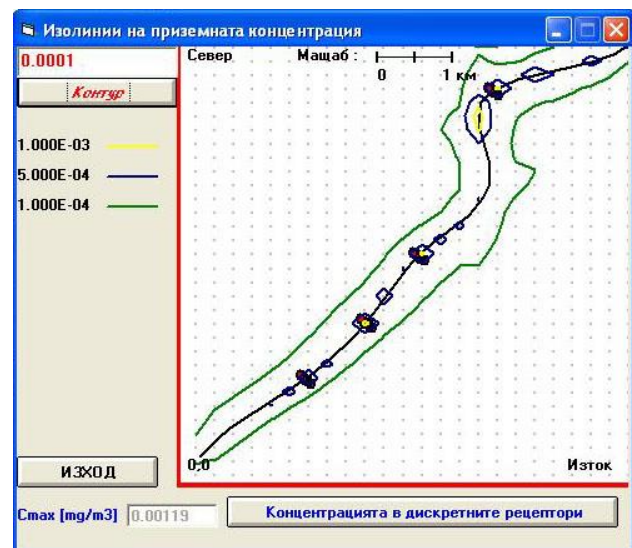 Изолинии на приземната концентрация
0.0001
Контур
1.000E-03
5.000E-04
1.000E-04
Север
Мащаб :
0 1 км
0,0
Изток
ИЗХОД
Cmax [mg/m3] 0.00119
Концентрацията в дискретните рецептори